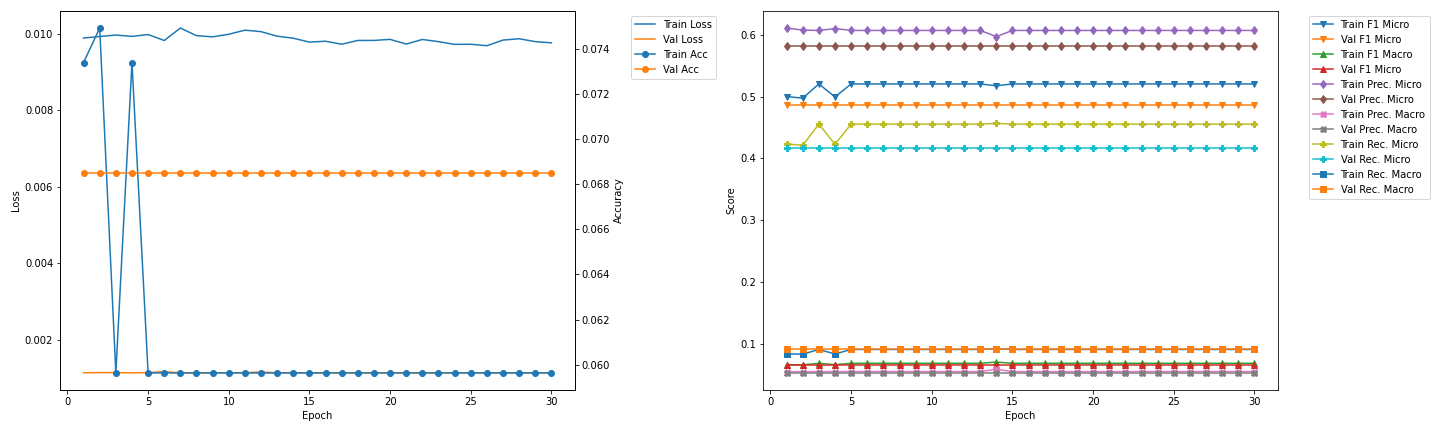 0.010
0.008
0.006
0.004
0.002
Loss
0
5
10
15
20
25
30
Epoch
0.074
0.072
0.070
0.068
0.066
0.064
0.062
0.060
Accuracy
Train Loss
Val Loss
Train Acc
Val Acc
0.6
0.5
0.4
0.3
0.2
0.1
Score
0
5
10
15
20
25
30
Epoch
Train F1 Micro
Val F1 Micro
Train F1 Macro
Val F1 Micro
Train Prec. Micro
Val Prec. Micro
Train Prec. Macro
Val Prec. Macro
Train Rec. Micro
Val Rec. Micro
Train Rec. Macro
Val Rec. Macro